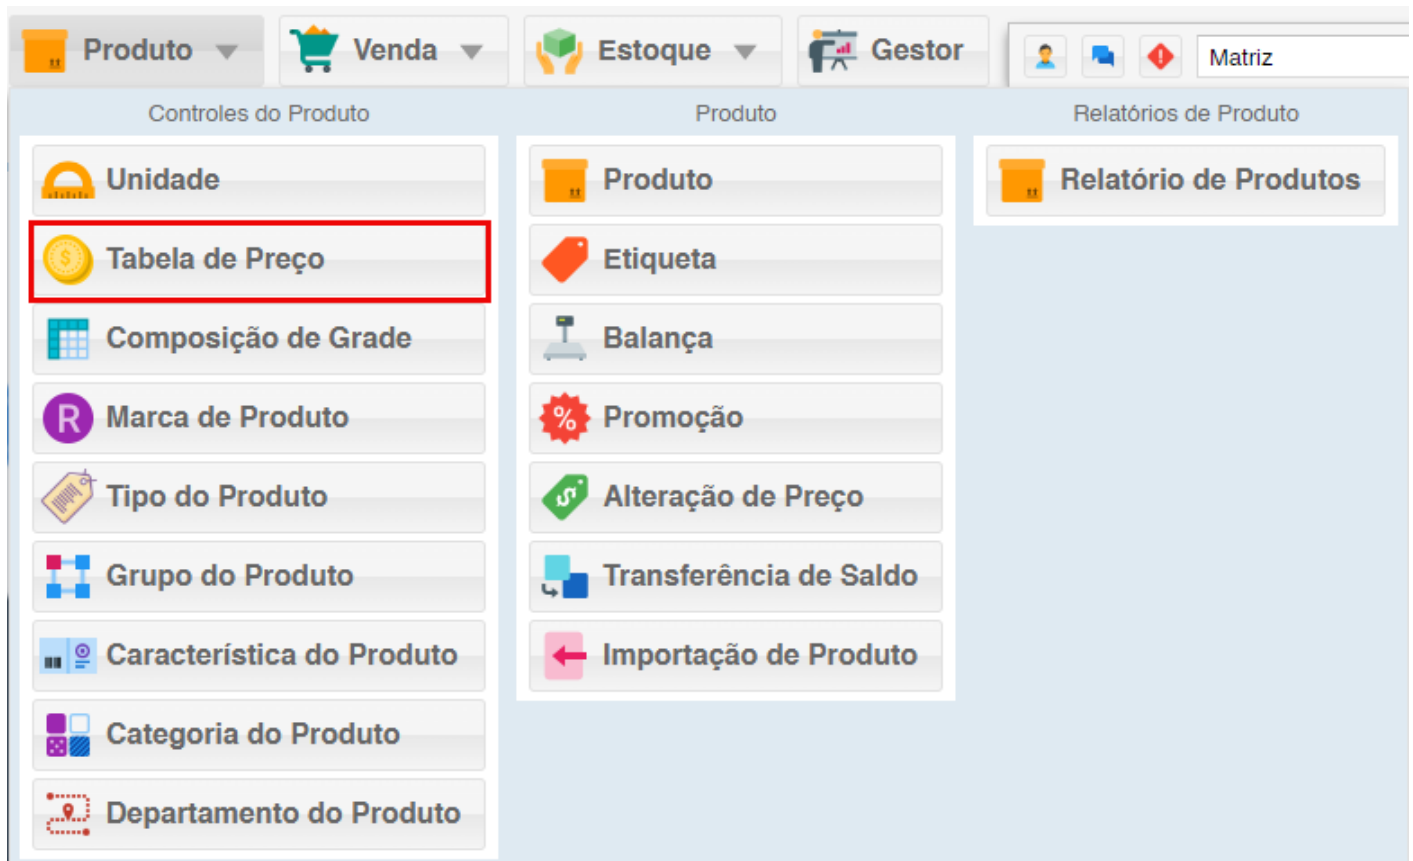 Produto
Venda
Estoque
Gestor
Matriz
Controles do Produto
Unidade
Tabela de Preço
Composição de Grade
Marca de Produto
Tipo do Produto
Grupo do Produto
Característica do Produto
Categoria do Produto
Departamento do Produto
Produto
Produto
Etiqueta
Balança
Promoção
Alteração de Preço
Transferência de Saldo
Importação de Produto
Relatórios de Produto
Relatório de Produtos